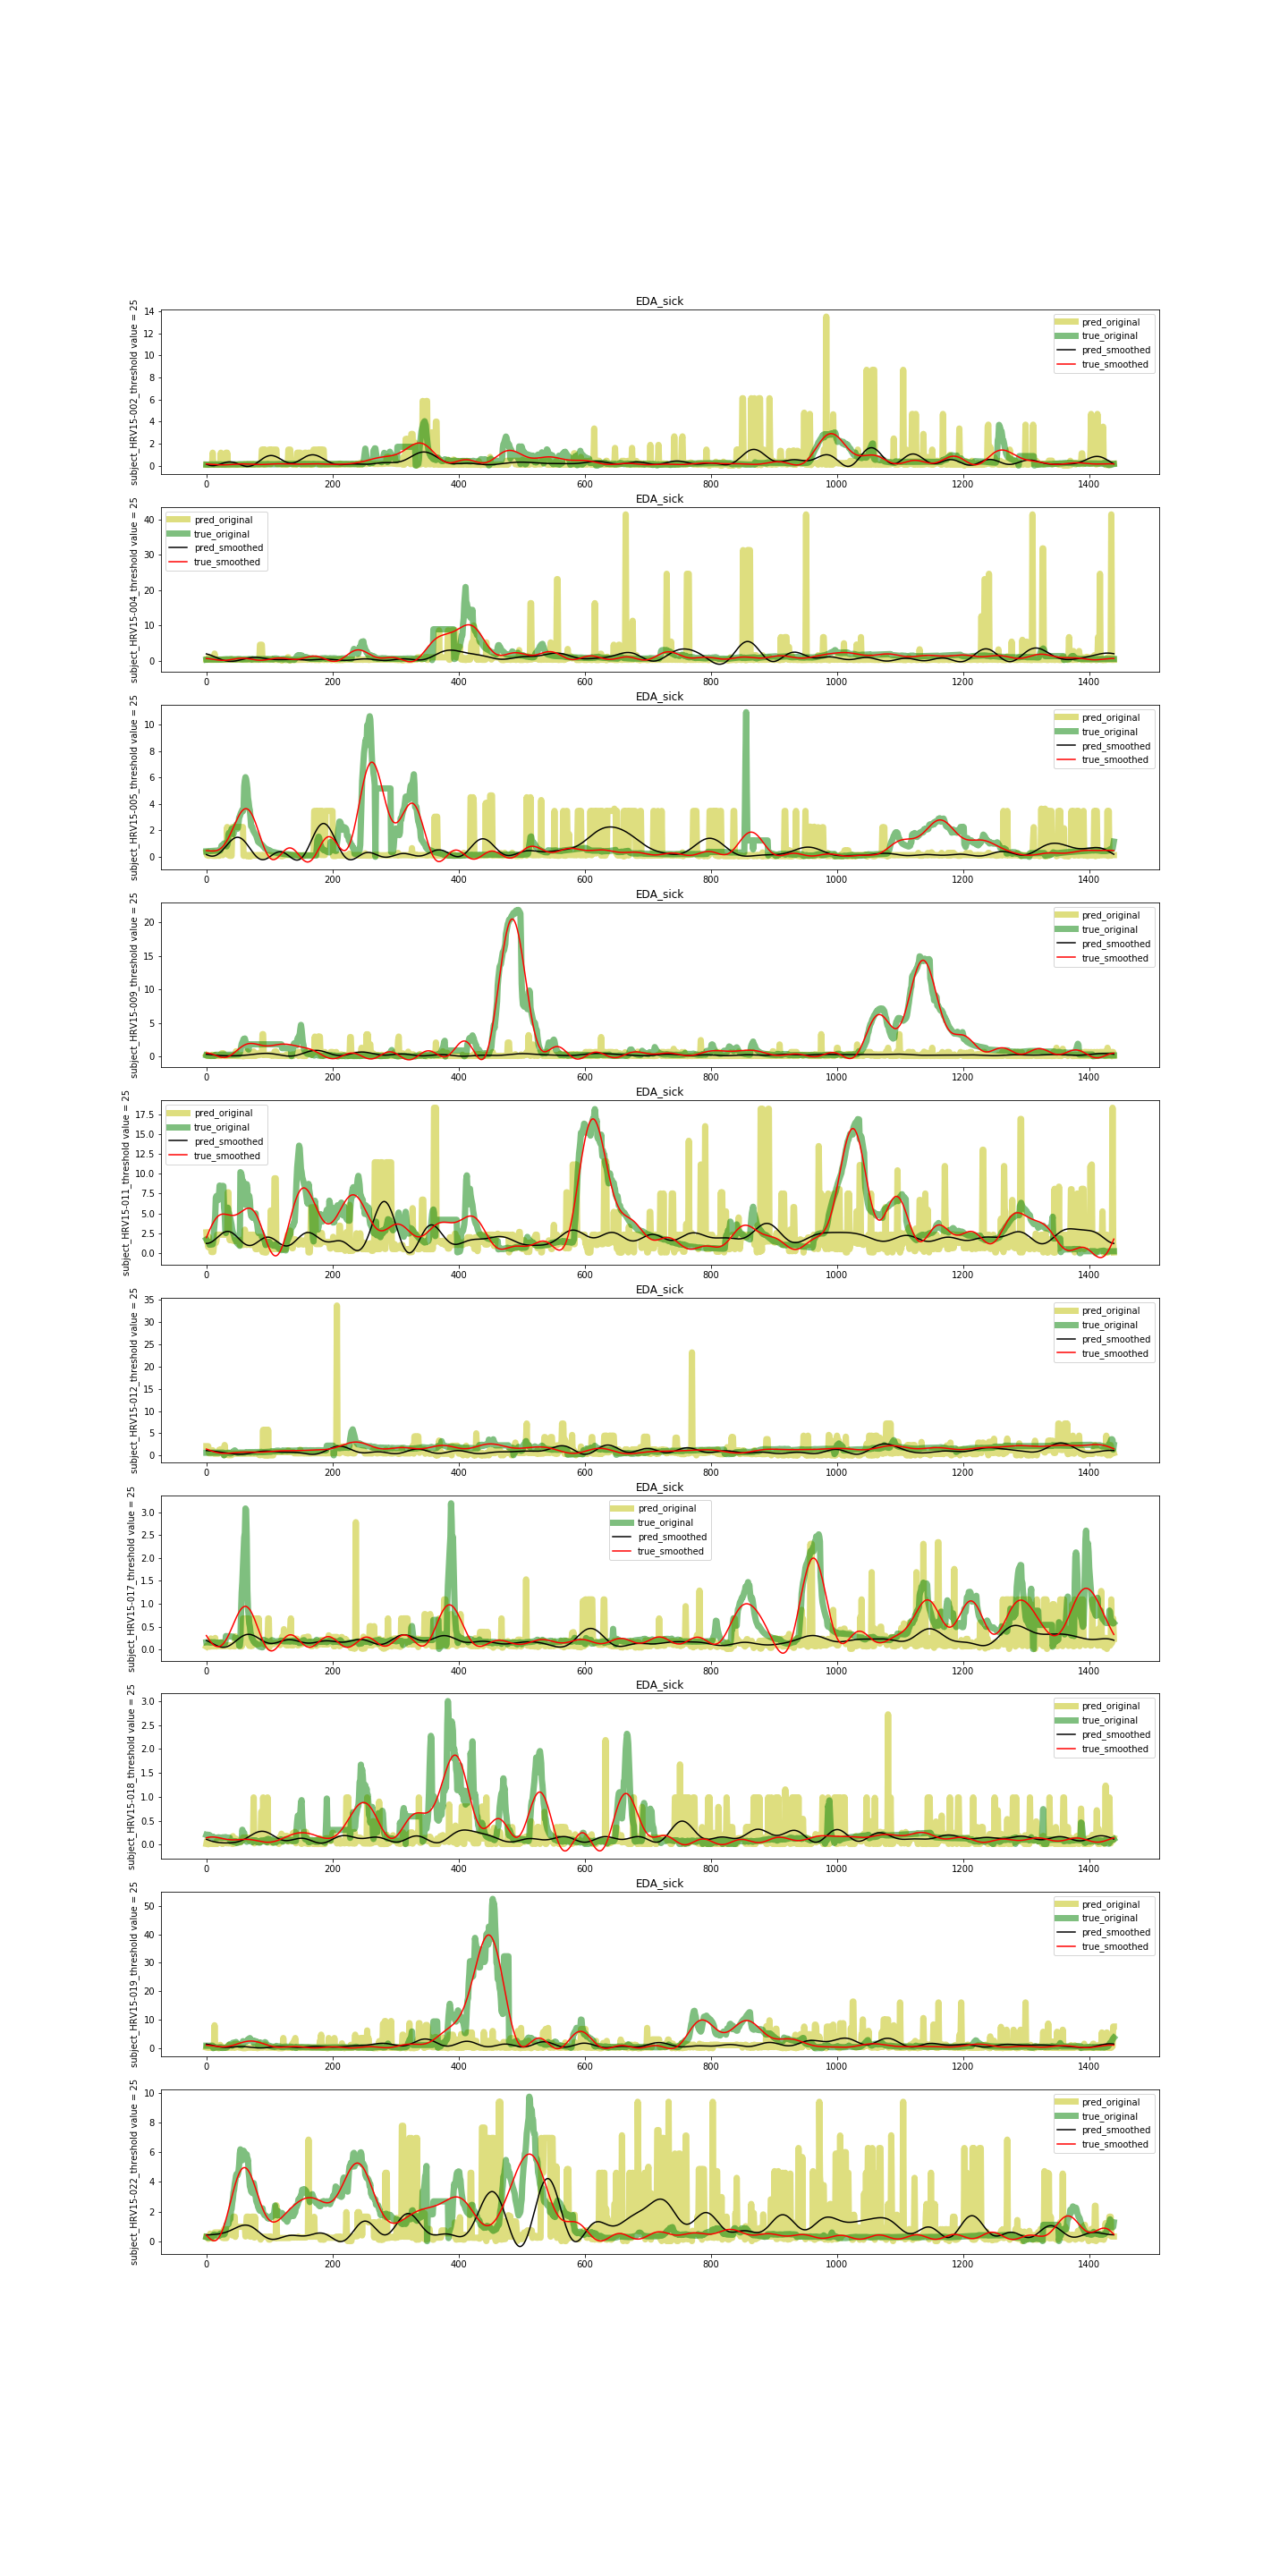 EDA_sick
subject_HRV15-002_threshold value = 25
14
12
10
8
6
4
2
0
pred_original
true_original
pred_smoothed
true_smoothed
0 200 400 600 800 1000 1200 1400
EDA_sick
subject_HRV15-004_threshold value = 25
40
30
20
10
0
pred_original
true_original
pred_smoothed
true_smoothed
0 200 400 600 800 1000 1200 1400
EDA_sick
subject_HRV15-005_threshold value = 25
10
8
6
4
2
0
pred_original
true_original
pred_smoothed
true_smoothed
0 200 400 600 800 1000 1200 1400
EDA_sick
subject_HRV15-009_threshold value = 25
20
15
10
5
0
pred_original
true_original
pred_smoothed
true_smoothed
0 200 400 600 800 1000 1200 1400
EDA_sick
subject_HRV15-011_threshold value = 25
17.5
15.0
12.5
10.0
7.5
5.0
2.5
0.0
pred_original
true_original
pred_smoothed
true_smoothed
0 200 400 600 800 1000 1200 1400
EDA_sick
subject_HRV15-012_threshold value = 25
35
30
25
20
15
10
5
0
pred_original
true_original
pred_smoothed
true_smoothed
0 200 400 600 800 1000 1200 1400
EDA_sick
subject_HRV15-017_threshold value = 25
3.0
2.5
2.0
1.5
1.0
0.5
0.0
pred_original
true_original
pred_smoothed
true_smoothed
0 200 400 600 800 1000 1200 1400
EDA_sick
subject_HRV15-018_threshold value = 25
3.0
2.5
2.0
1.5
1.0
0.5
0.0
pred_original
true_original
pred_smoothed
true_smoothed
0 200 400 600 800 1000 1200 1400
EDA_sick
subject_HRV15-019_threshold value = 25
50
40
30
20
10
0
pred_original
true_original
pred_smoothed
true_smoothed
0 200 400 600 800 1000 1200 1400
EDA_sick
subject_HRV15-022_threshold value = 25
10
8
6
4
2
0
pred_original
true_original
pred_smoothed
true_smoothed
0 200 400 600 800 1000 1200 1400